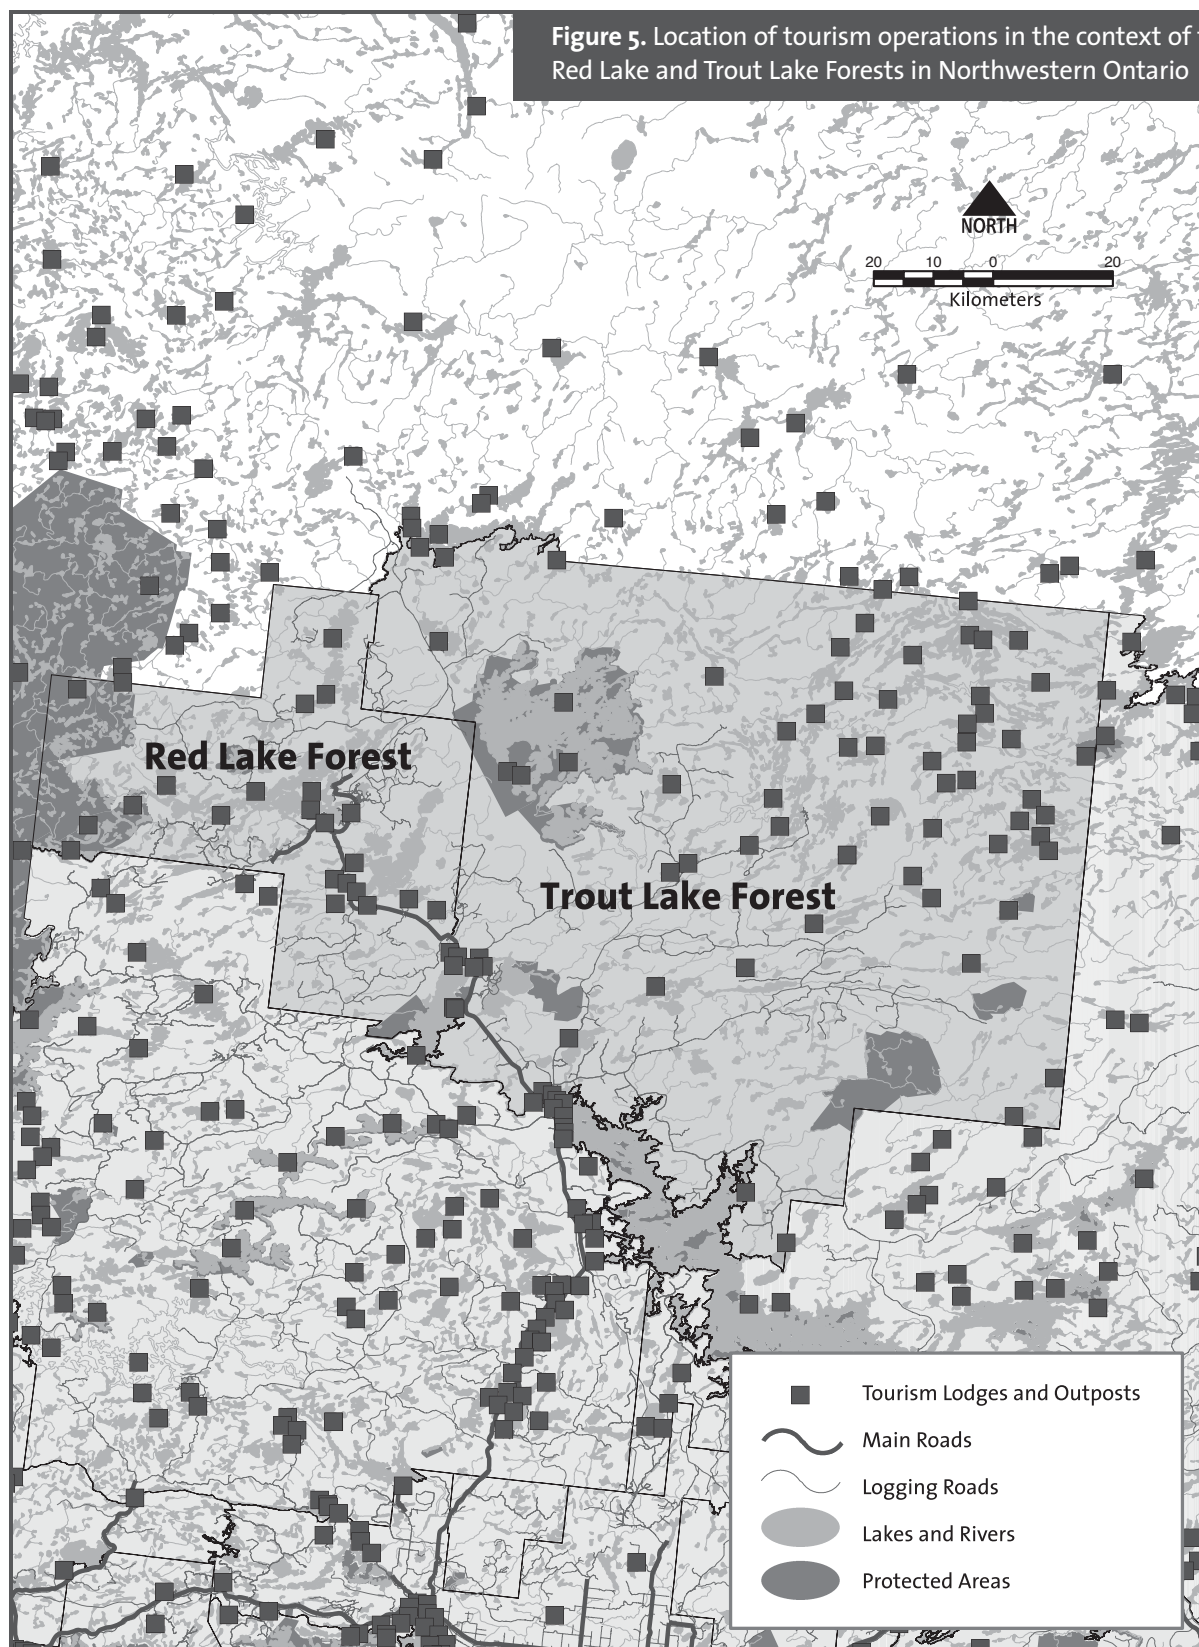 Figure 5. Location of tourism operations in the context of
Red Lake and Trout Lake Forests in Northwestern Ontario
NORTH
20 10 0 20
Kilometers
Red Lake Forest
Trout Lake Forest
Tourism Lodges and Outposts
Main Roads
Logging Roads
Lakes and Rivers
Protected Areas